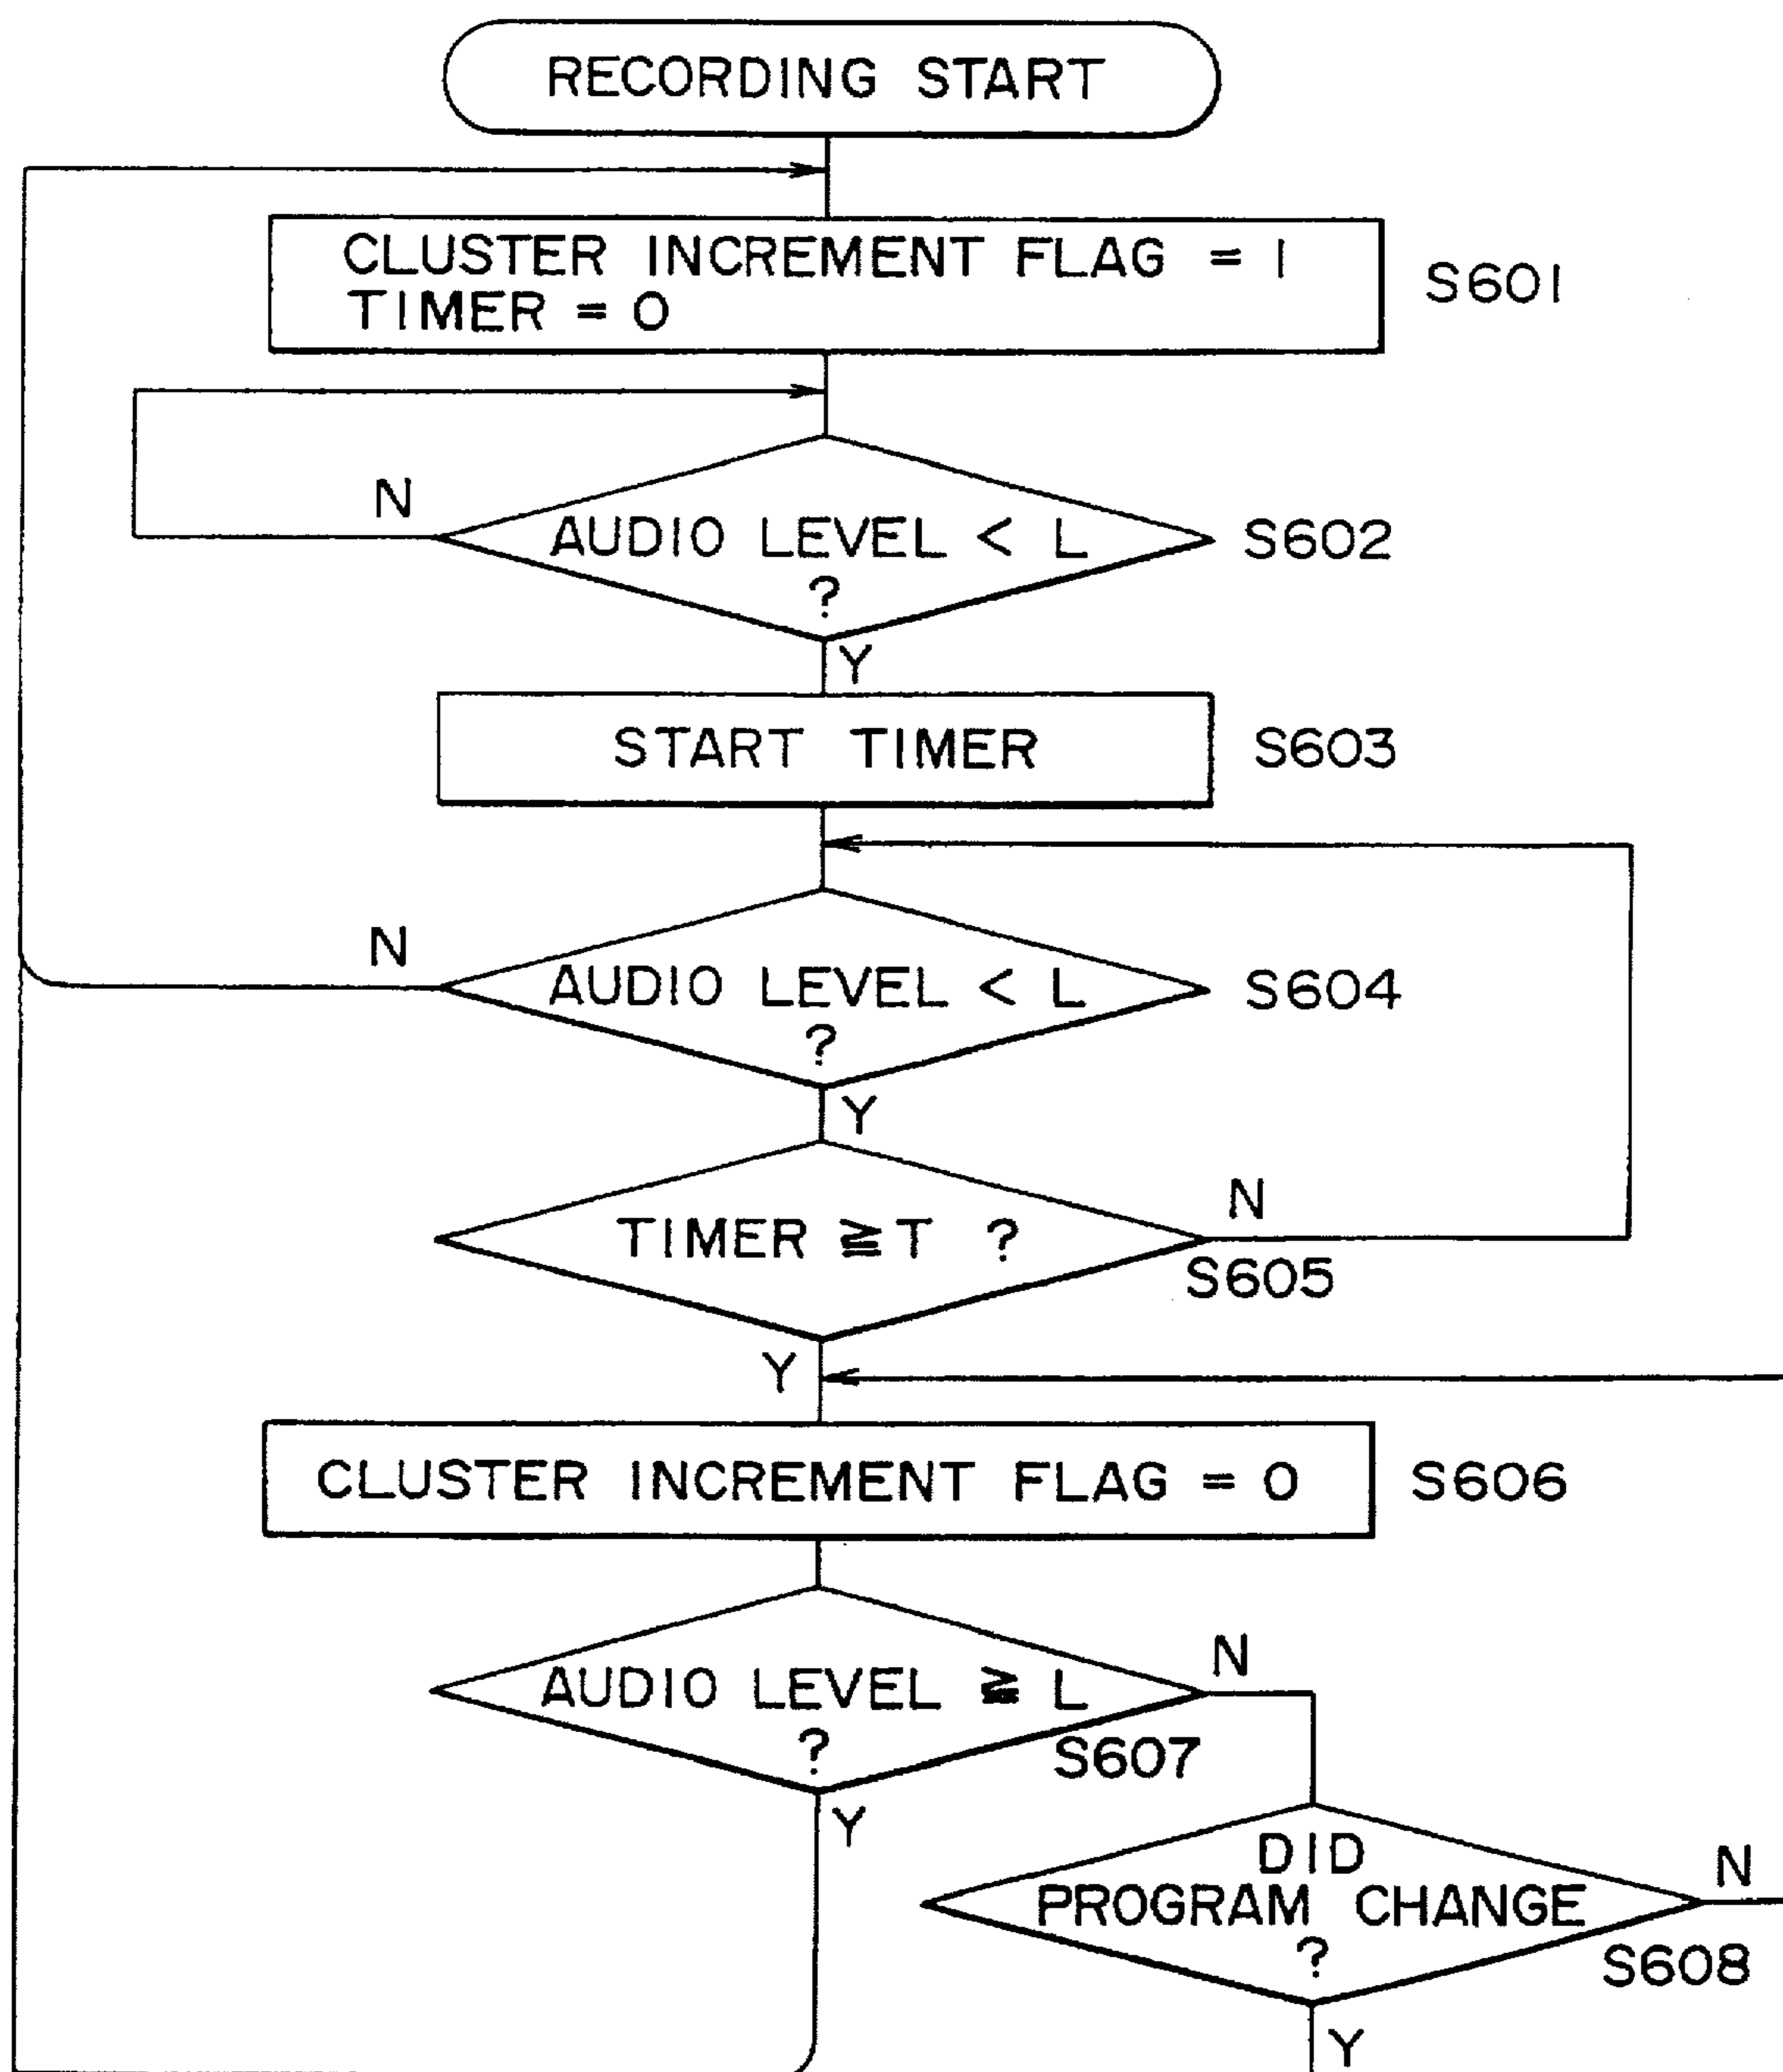 RECORDING START
CLUSTER INCREMENT FLAG = 1
TIMER = 0
S601
N
AUDIO LEVEL < L
?
S602
Y
START TIMER
S603
N
AUDIO LEVEL < L
?
S604
Y
TIMER ≧ T ?
N
S605
Y
CLUSTER INCREMENT FLAG = 0
S606
AUDIO LEVEL ≧ L
?
N
S607
Y
DID
PROGRAM CHANGE
?
N
S608
Y